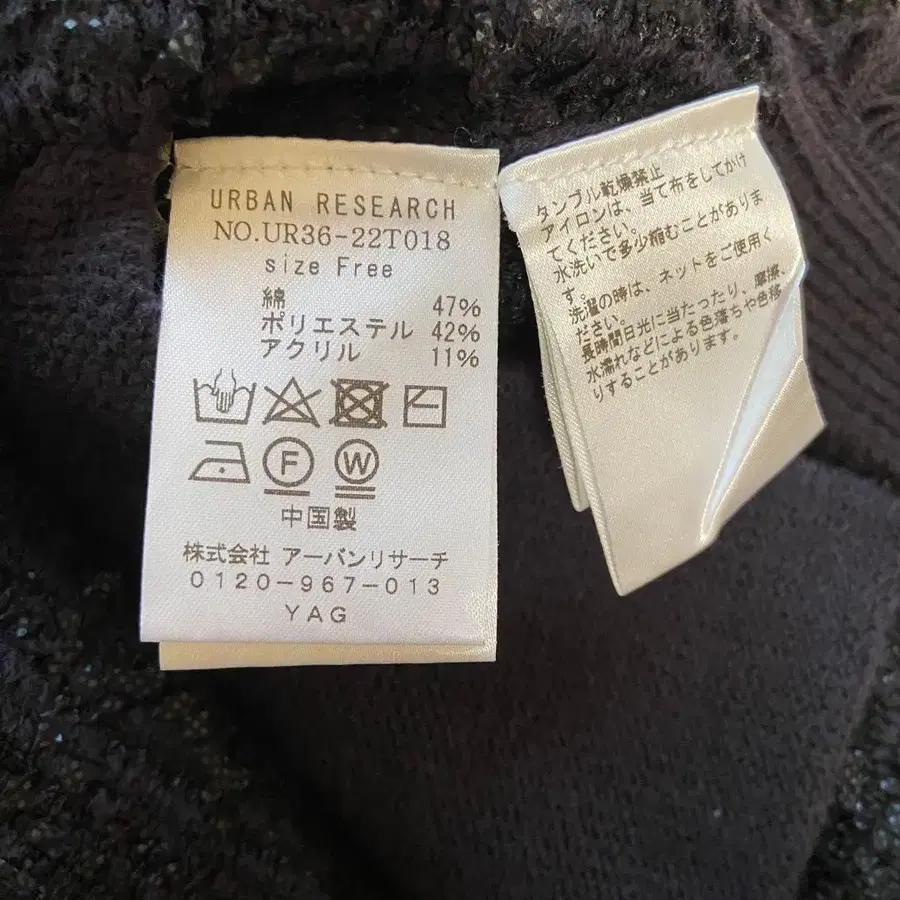 URBAN RESEARCH
NO.UR36-22T018
size Free
綿 47%
ポリエステル 42%
アクリル 11%
F W
中国製
株式会社 アーバンリサーチ
0120-967-013
YAG
タンブル乾燥禁止
アイロンは、当て布をしてかけ
てください。
水洗いで多少縮むことがありま
す。
洗濯の時は、ネットをご使用く
ださい。
長時間日光に当たったり、摩擦、
水濡れなどによる色落ちや色移
りすることがあります。